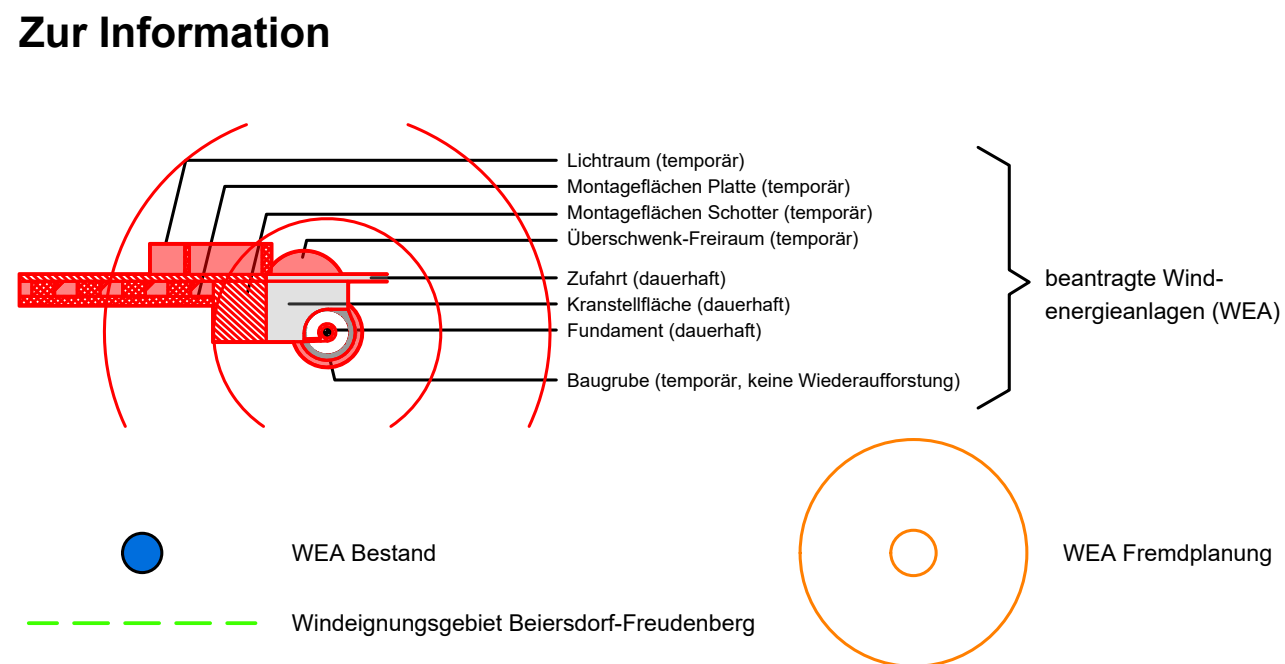 Zur Information
Lichtraum (temporär)
Montageflächen Platte (temporär)
Montageflächen Schotter (temporär)
Überschwenk-Freiraum (temporär)
Zufahrt (dauerhaft)
Kranstellfläche (dauerhaft)
Fundament (dauerhaft)
Baugrube (temporär, keine Wiederaufforstung)
beantragte Wind-
energieanlagen (WEA)
WEA Bestand
WEA Fremdplanung
Windeignungsgebiet Beiersdorf-Freudenberg